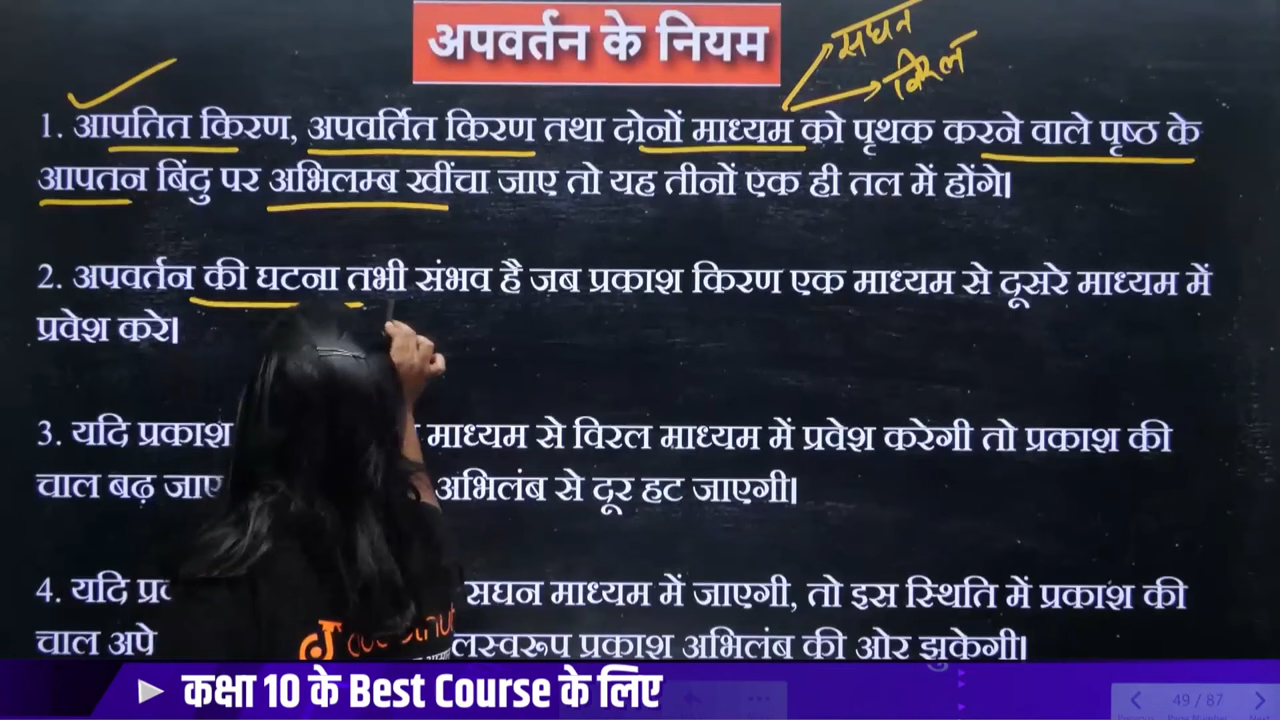 अपवर्तन के नियम
सघन
विरल
1. आपतित किरण, अपवर्तित किरण तथा दोनों माध्यम को पृथक करने वाले पृष्ठ के
आपतन बिंदु पर अभिलम्ब खींचा जाए तो यह तीनों एक ही तल में होंगे।
2. अपवर्तन की घटना तभी संभव है जब प्रकाश किरण एक माध्यम से दूसरे माध्यम में
प्रवेश करे।
3. यदि प्रकाश माध्यम से विरल माध्यम में प्रवेश करेगी तो प्रकाश की
चाल बढ़ अभिलंब से दूर हट जाएगी।
4. यदि सघन माध्यम में जाएगी, तो इस स्थिति में प्रकाश की
चाल प्रकाश अभिलंब की ओर झुकेगी।
कक्षा 10 के Best Course के लिए
49 / 87